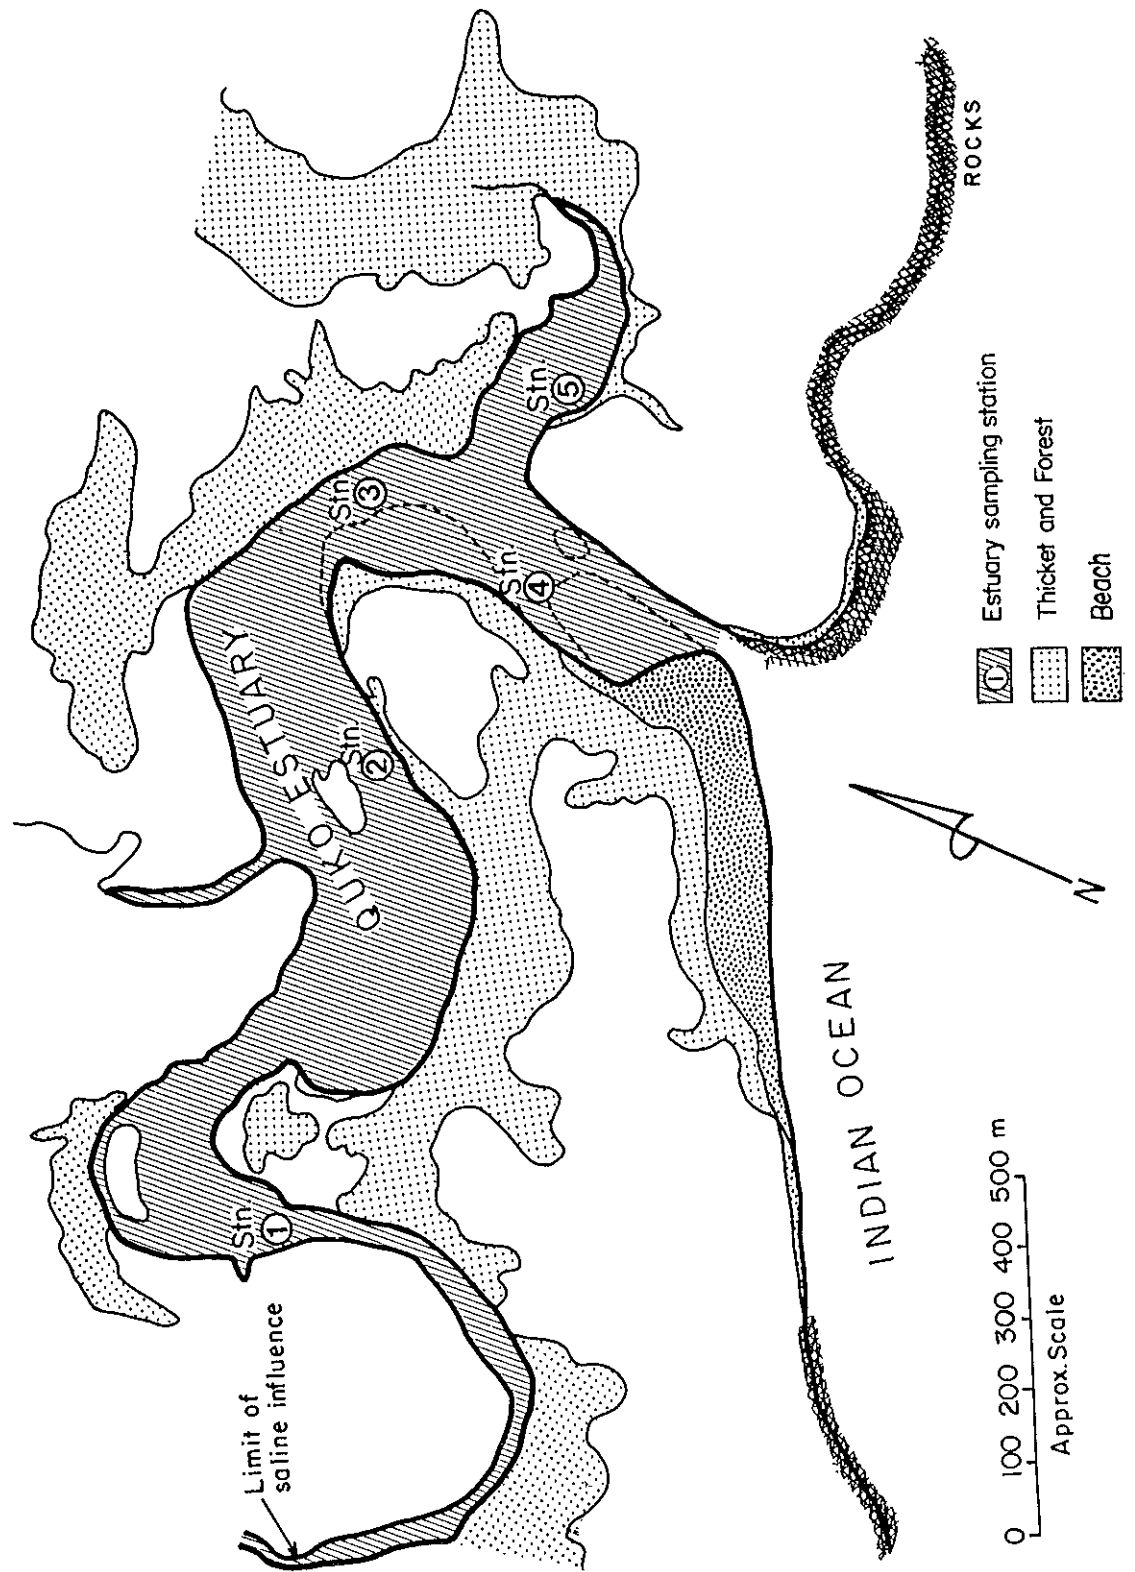 Limit of
saline influence
Stn.
1
QUKO ESTUARY
Stn.
2
Stn.
3
Stn.
4
Stn.
5
ROCKS
INDIAN OCEAN
N
0 100 200 300 400 500 m
Approx. Scale
1 Estuary sampling station
Thicket and Forest
Beach